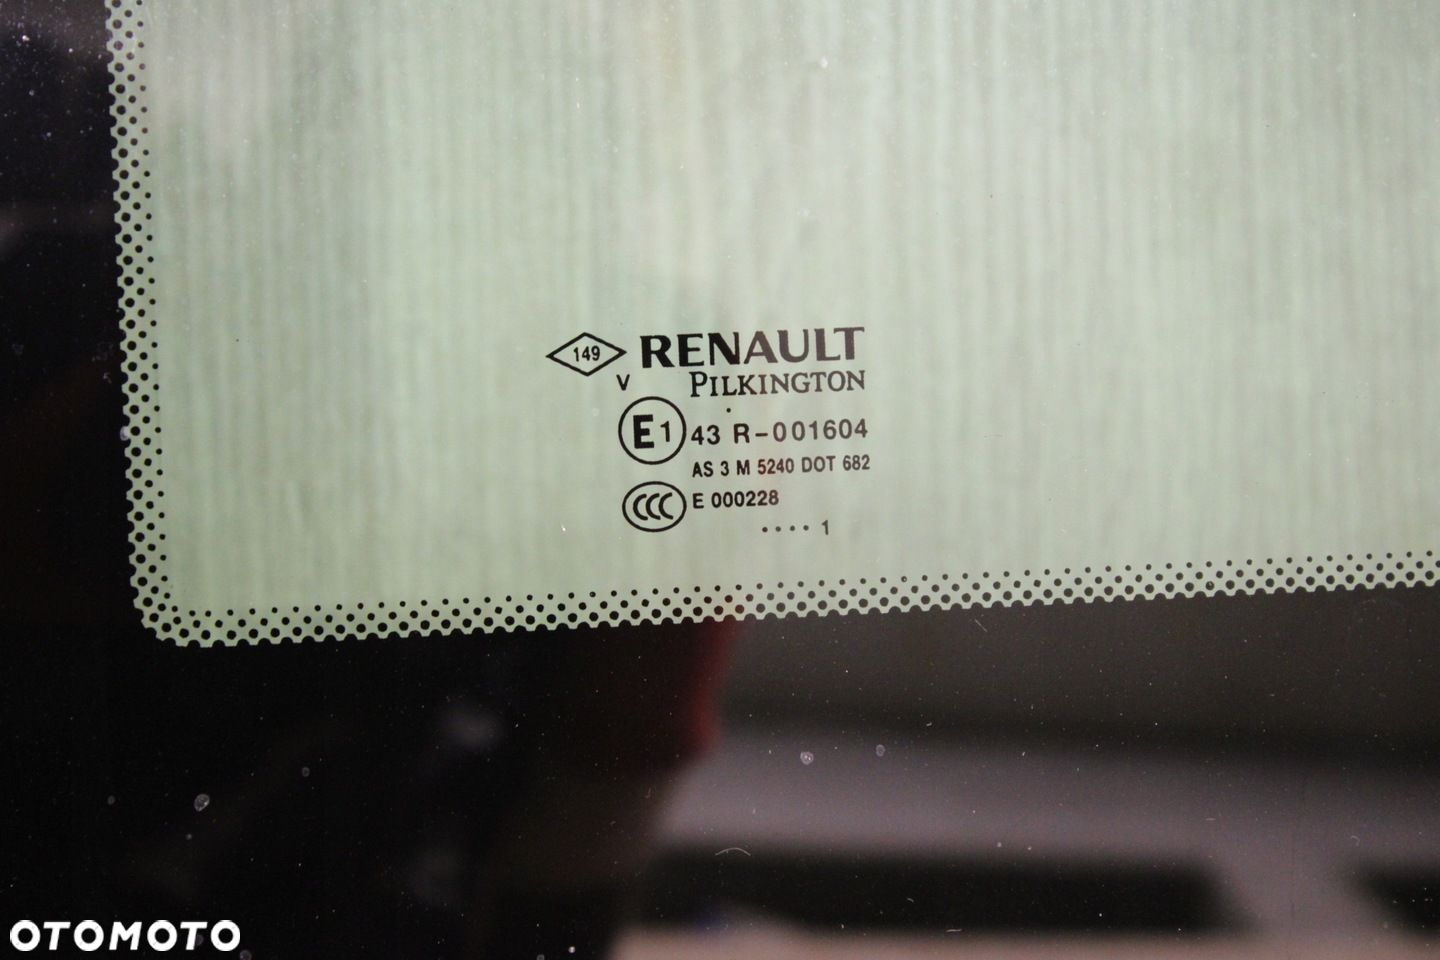 149 RENAULT
V PILKINGTON
E1 43 R-001604
AS 3 M 5240 DOT 682
CCC E 000228
.... 1
OTOMOTO